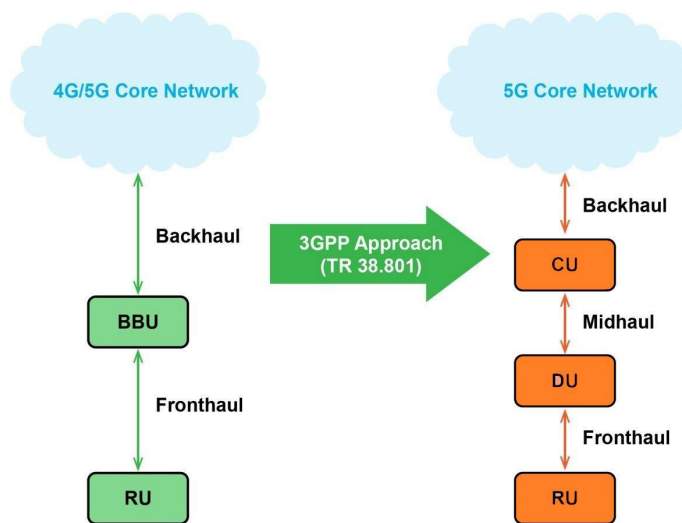 4G/5G Core Network
Backhaul
BBU
Fronthaul
RU
3GPP Approach
(TR 38.801)
5G Core Network
Backhaul
CU
Midhaul
DU
Fronthaul
RU